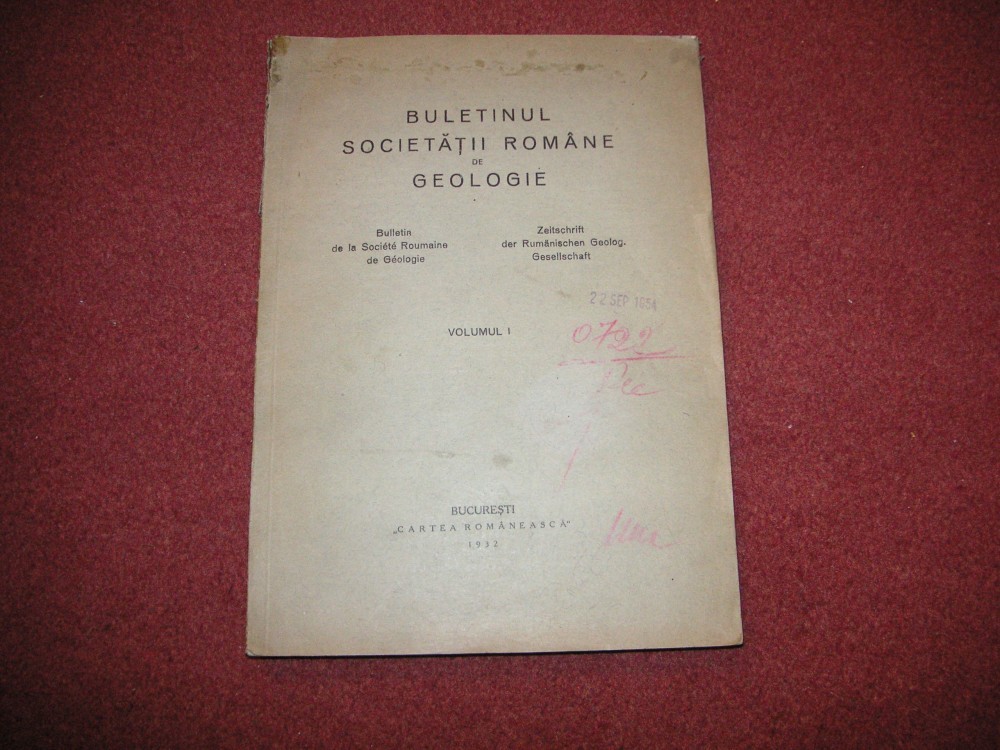 BULETINUL
SOCIETĂȚII ROMÂNE
DE
GEOLOGIE
Bulletin
de la Société Roumaine
de Géologie
Zeitschrift
der Rumänischen Geolog.
Gesellschaft
22 SEP 1954
VOLUMUL I
0722
BUCUREȘTI
„CARTEA ROMÂNEASCĂ"
1932